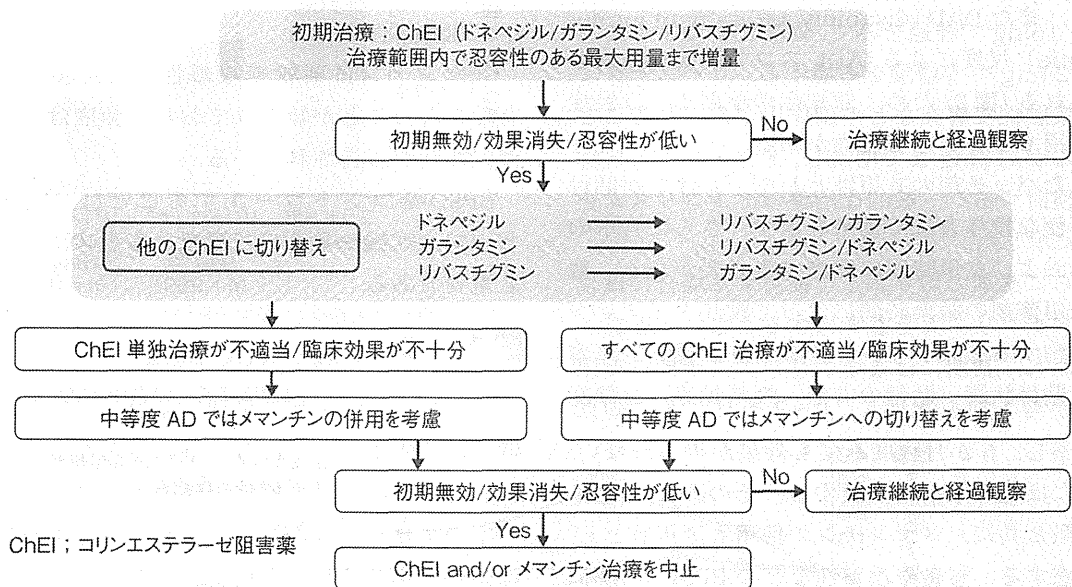 初期治療：ChEI（ドネペジル/ガランタミン/リバスチグミン）
治療範囲内で忍容性のある最大用量まで増量
初期無効/効果消失/忍容性が低い
No
治療継続と経過観察
Yes
他の ChEI に切り替え
ドネペジル
リバスチグミン/ガランタミン
ガランタミン
リバスチグミン/ドネペジル
リバスチグミン
ガランタミン/ドネペジル
ChEI 単独治療が不適当/臨床効果が不十分
すべての ChEI 治療が不適当/臨床効果が不十分
中等度 AD ではメマンチンの併用を考慮
中等度 AD ではメマンチンへの切り替えを考慮
初期無効/効果消失/忍容性が低い
No
治療継続と経過観察
Yes
ChEI；コリンエステラーゼ阻害薬
ChEI and/or メマンチン治療を中止